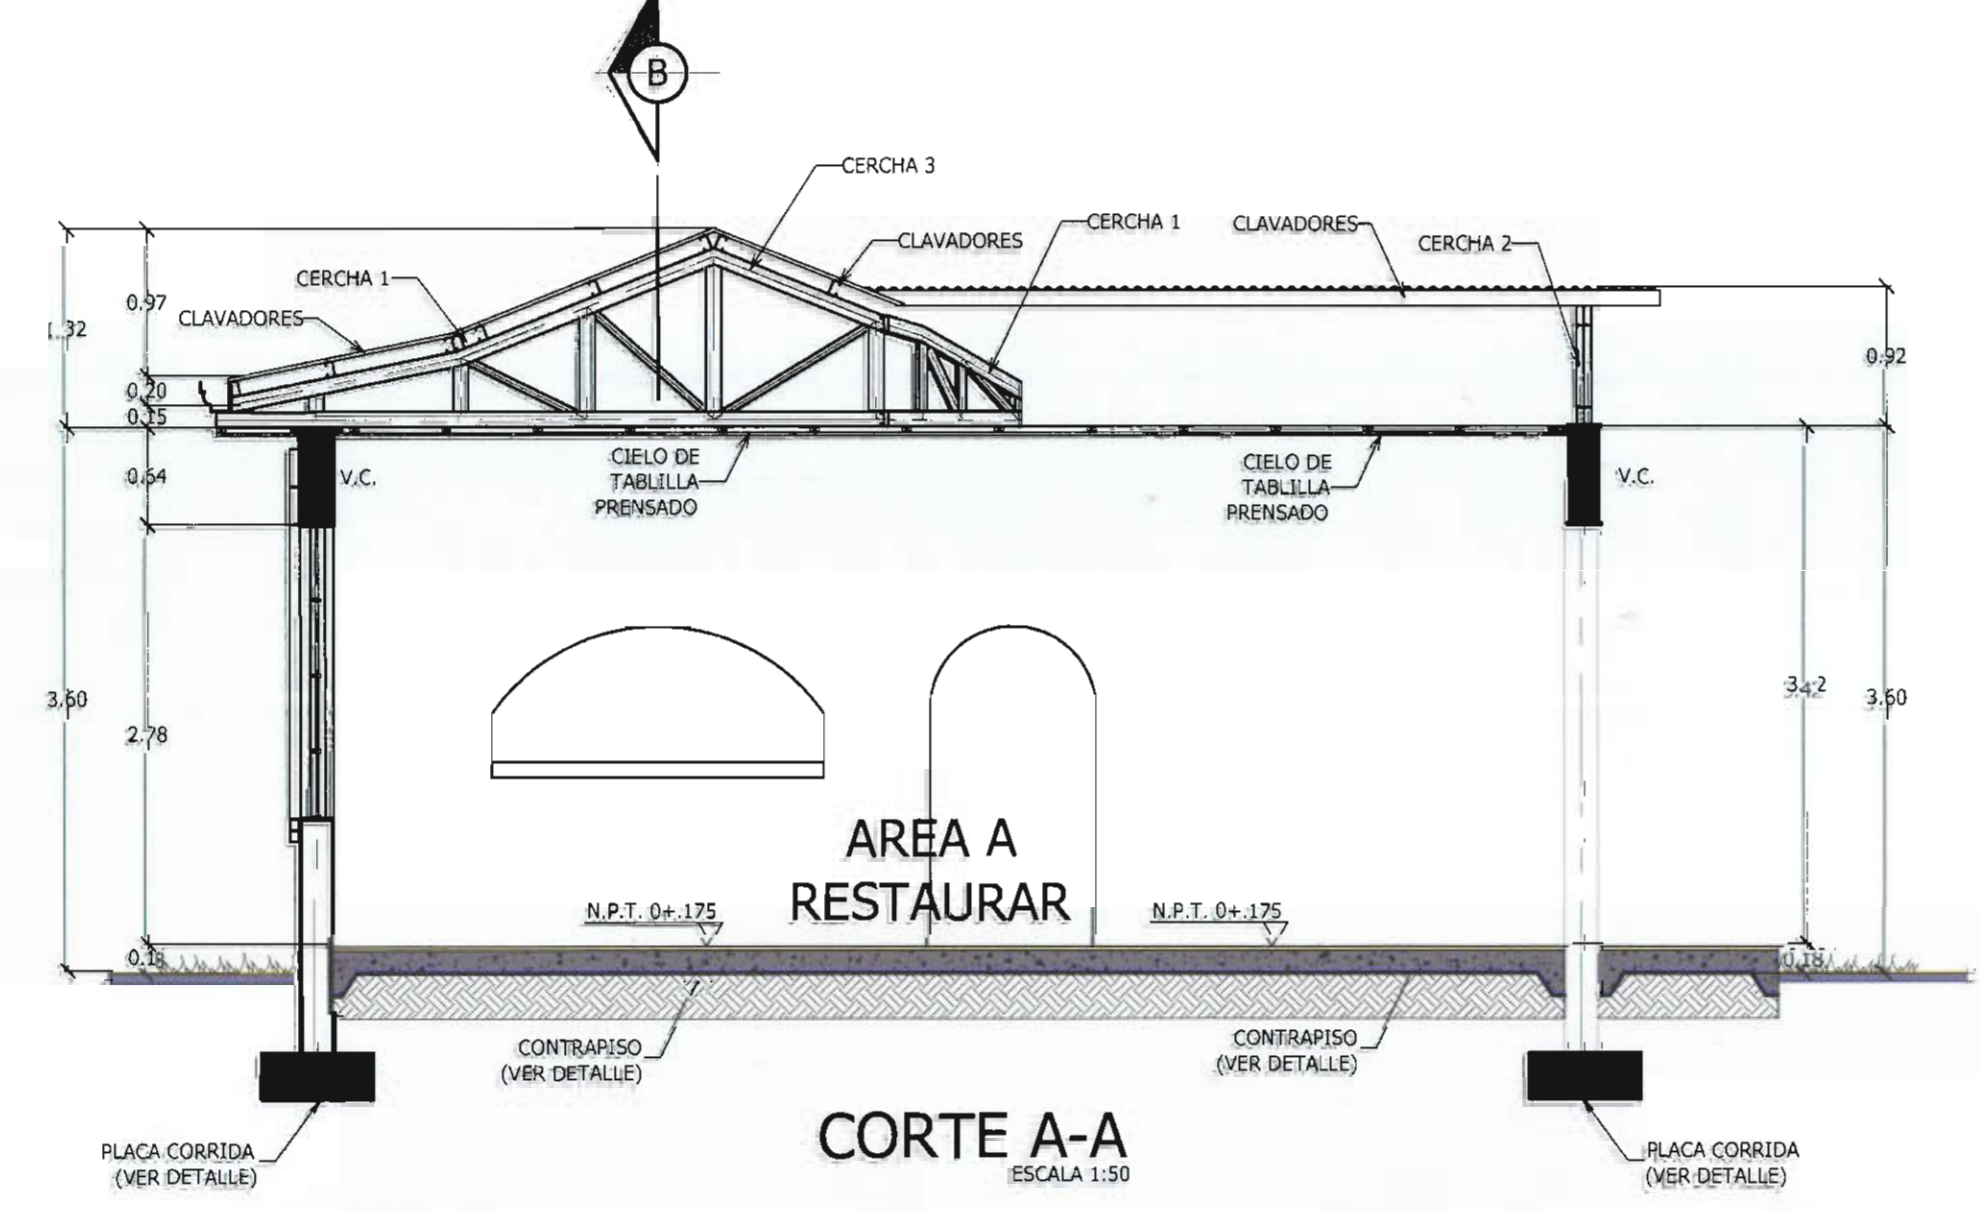 B
CERCHA 3
CERCHA 1
CLAVADORES
CERCHA 2
CLAVADORES
CERCHA 1
CLAVADORES
0.97
1.32
0.20
0.15
0.92
0.64
V.C.
CIELO DE
TABLILLA
PRENSADO
CIELO DE
TABLILLA
PRENSADO
V.C.
3.60
2.78
3.42
3.60
AREA A
RESTAURAR
N.P.T. 0+.175
N.P.T. 0+.175
0.18
0.18
CONTRAPISO
(VER DETALLE)
CONTRAPISO
(VER DETALLE)
CORTE A-A
ESCALA 1:50
PLACA CORRIDA
(VER DETALLE)
PLACA CORRIDA
(VER DETALLE)